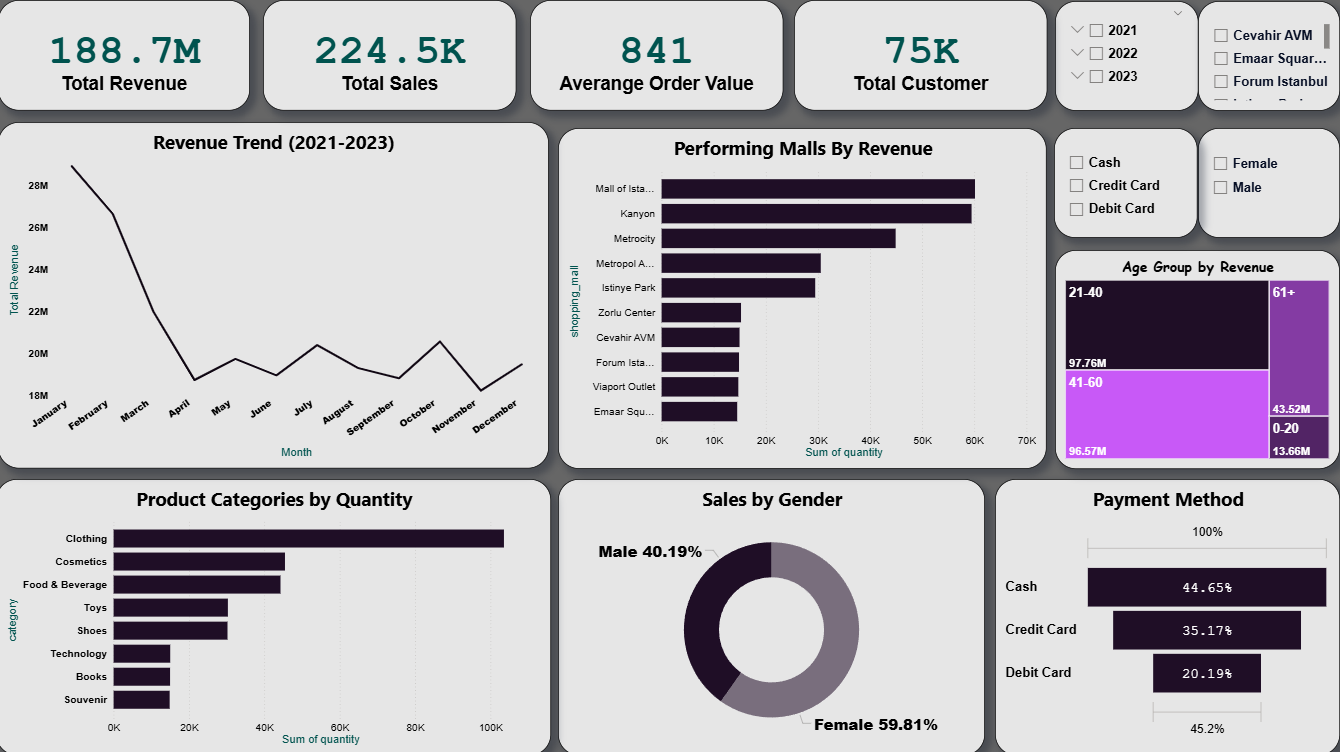 188.7M
Total Revenue
224.5K
Total Sales
841
Averange Order Value
75K
Total Customer
2021
2022
2023
Cevahir AVM
Emaar Squar...
Forum Istanbul
Revenue Trend (2021-2023)
Total Revenue
28M
26M
24M
22M
20M
18M
January
February
March
April
May
June
July
August
September
October
November
December
Month
Performing Malls By Revenue
shopping_mall
Mall of Ista...
Kanyon
Metrocity
Metropol A...
Istinye Park
Zorlu Center
Cevahir AVM
Forum Ista...
Viaport Outlet
Emaar Squ...
0K 10K 20K 30K 40K 50K 60K 70K
Sum of quantity
Cash
Credit Card
Debit Card
Female
Male
Age Group by Revenue
21-40
97.76M
41-60
96.57M
61+
43.52M
0-20
13.66M
Product Categories by Quantity
category
Clothing
Cosmetics
Food & Beverage
Toys
Shoes
Technology
Books
Souvenir
0K 20K 40K 60K 80K 100K
Sum of quantity
Sales by Gender
Male 40.19%
Female 59.81%
Payment Method
100%
Cash 44.65%
Credit Card 35.17%
Debit Card 20.19%
45.2%